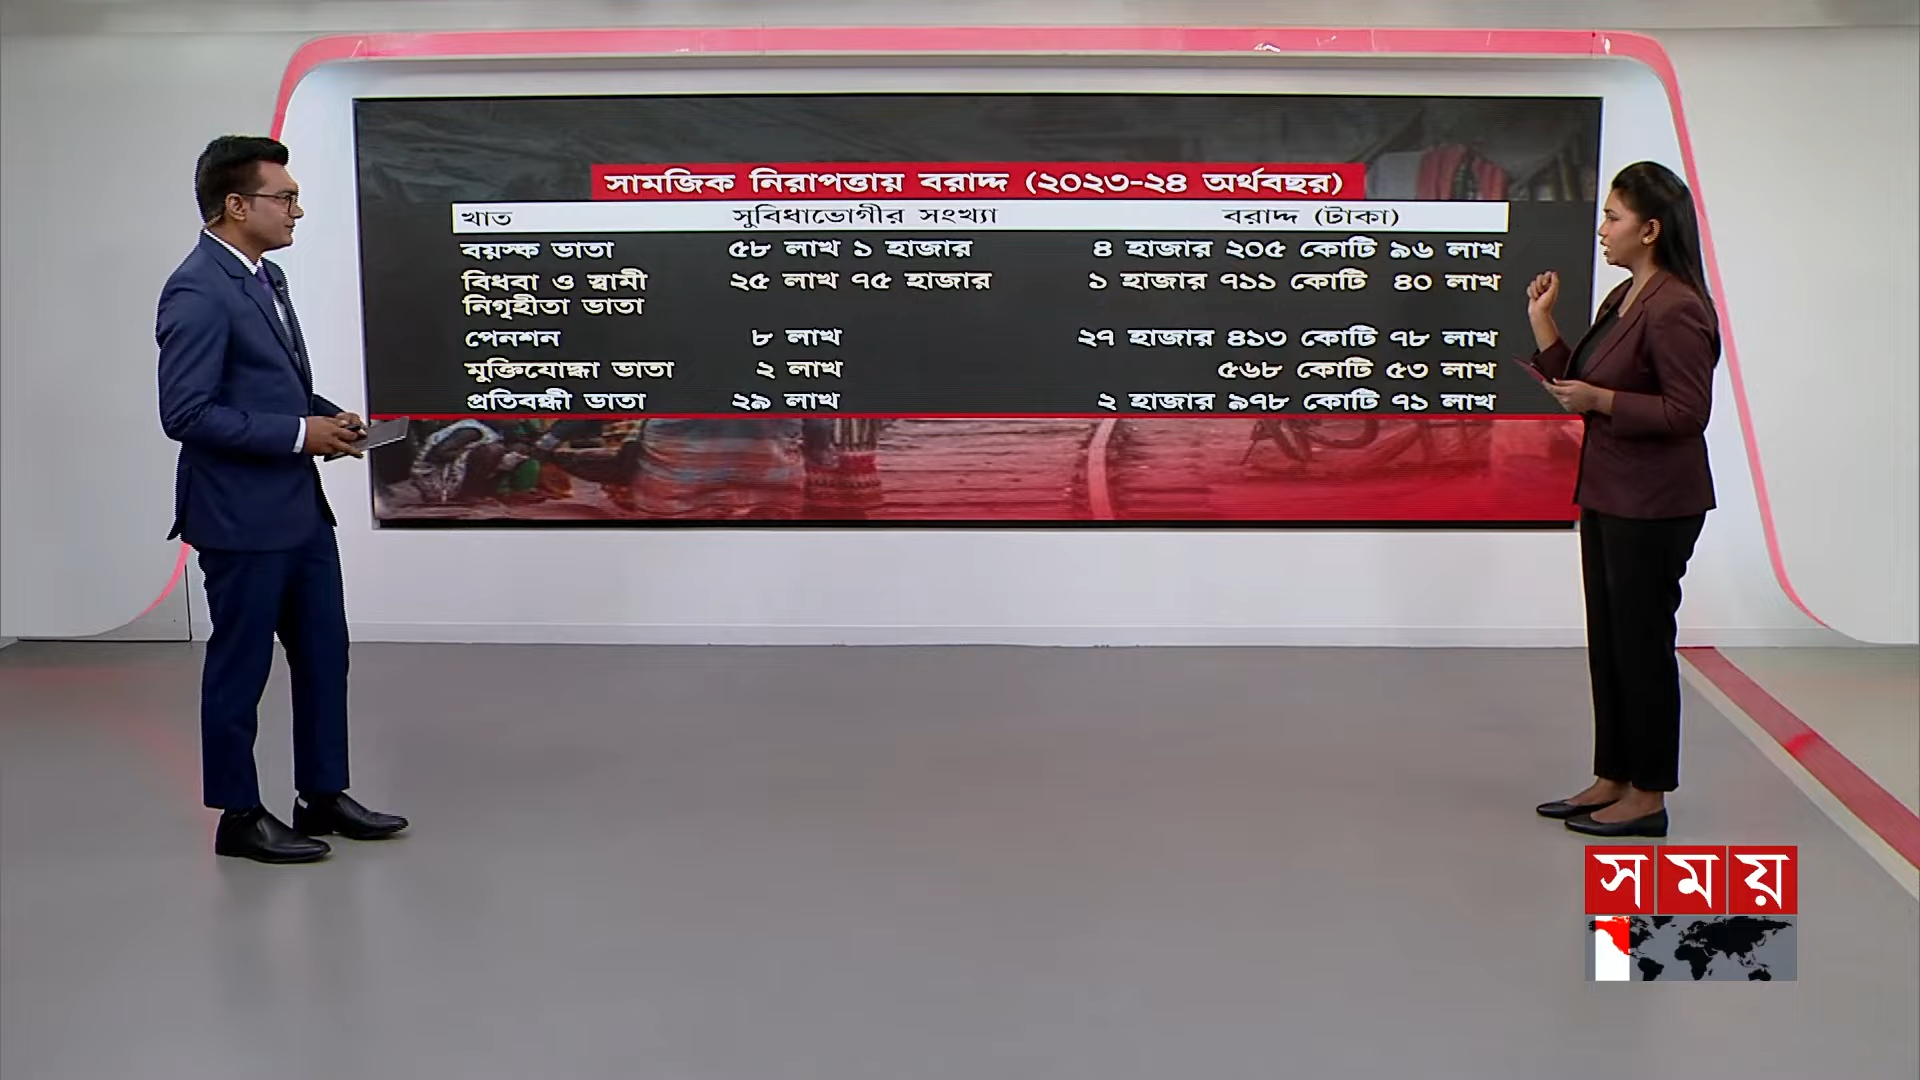 সামজিক নিরাপত্তায় বরাদ্দ (২০২৩-২৪ অর্থবছর)
খাত সুবিধাভোগীর সংখ্যা বরাদ্দ (টাকা)
বয়স্ক ভাতা ৫৮ লাখ ১ হাজার ৪ হাজার ২০৫ কোটি ৯৬ লাখ
বিধবা ও স্বামী ২৫ লাখ ৭৫ হাজার ১ হাজার ৭১১ কোটি ৪০ লাখ
নিগৃহীতা ভাতা
পেনশন ৮ লাখ ২৭ হাজার ৪১৩ কোটি ৭৮ লাখ
মুক্তিযোদ্ধা ভাতা ২ লাখ ৫৬৮ কোটি ৫৩ লাখ
প্রতিবন্ধী ভাতা ২৯ লাখ ২ হাজার ৯৭৮ কোটি ৭১ লাখ
সময়